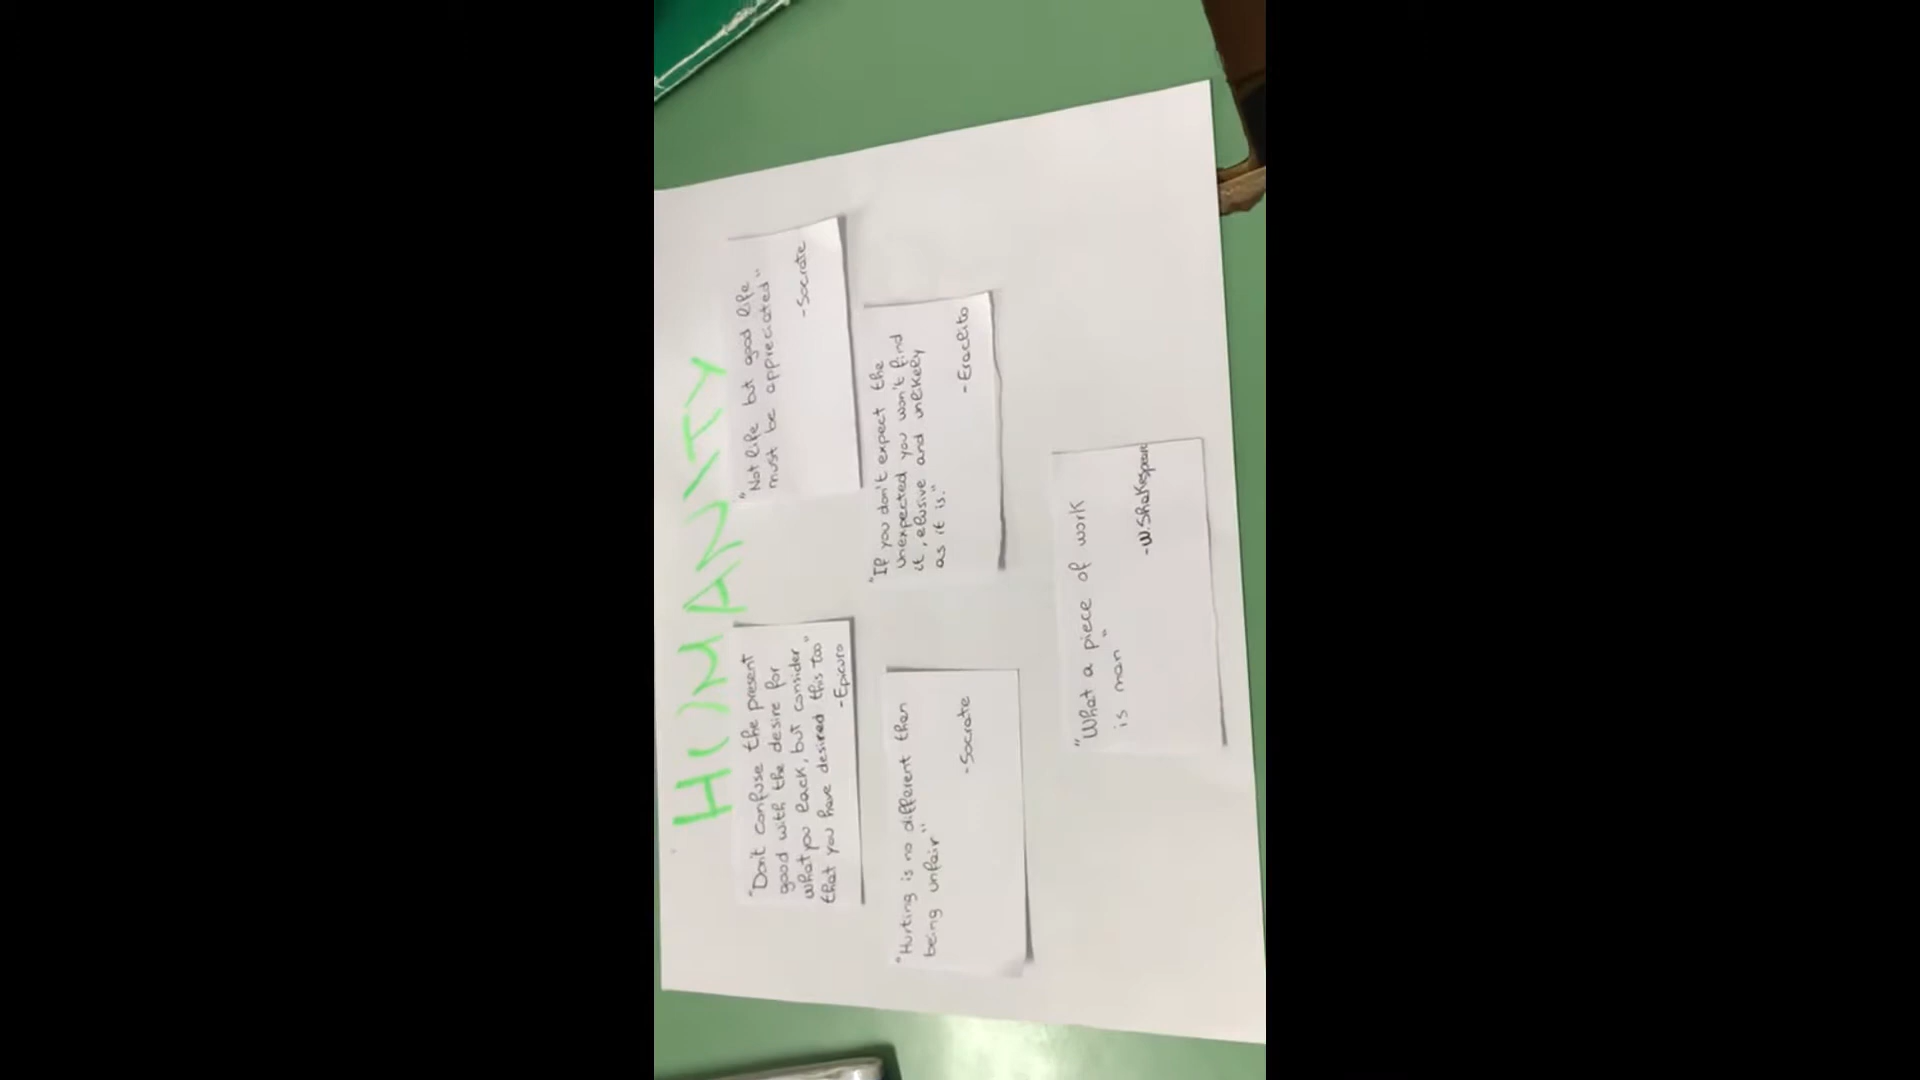 HUMANITY
"Don't confuse the present
good with the desire for
what you lack, but consider
that you have desired this too"
-Epicuro
"Not life but good life
must be appreciated"
-Socrate
"Hurting is no different then
being unfair"
-Socrate
"If you don't expect the
unexpected you won't find
it, elusive and unlikely
as it is."
-Eraclito
"What a piece of work
is man"
-W.Shakespeare